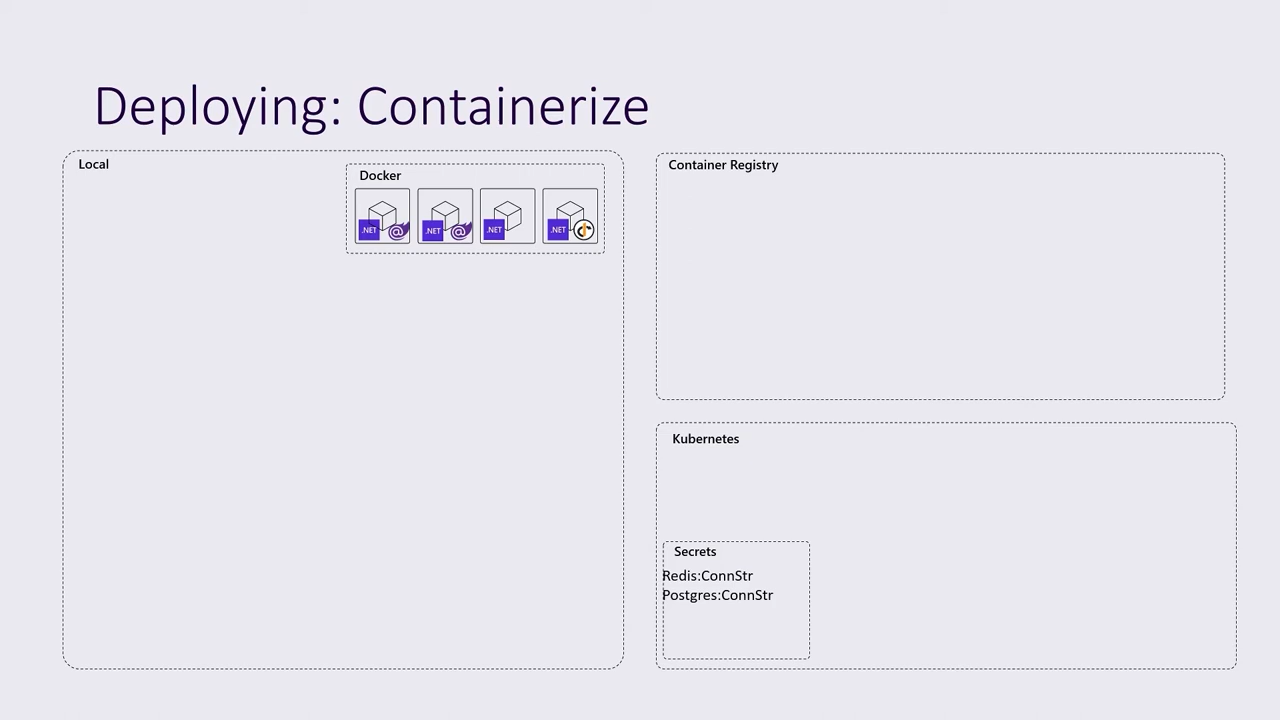 Deploying: Containerize
Local
Docker
.NET @ .NET @ .NET .NET
Container Registry
Kubernetes
Secrets
Redis:ConnStr
Postgres:ConnStr